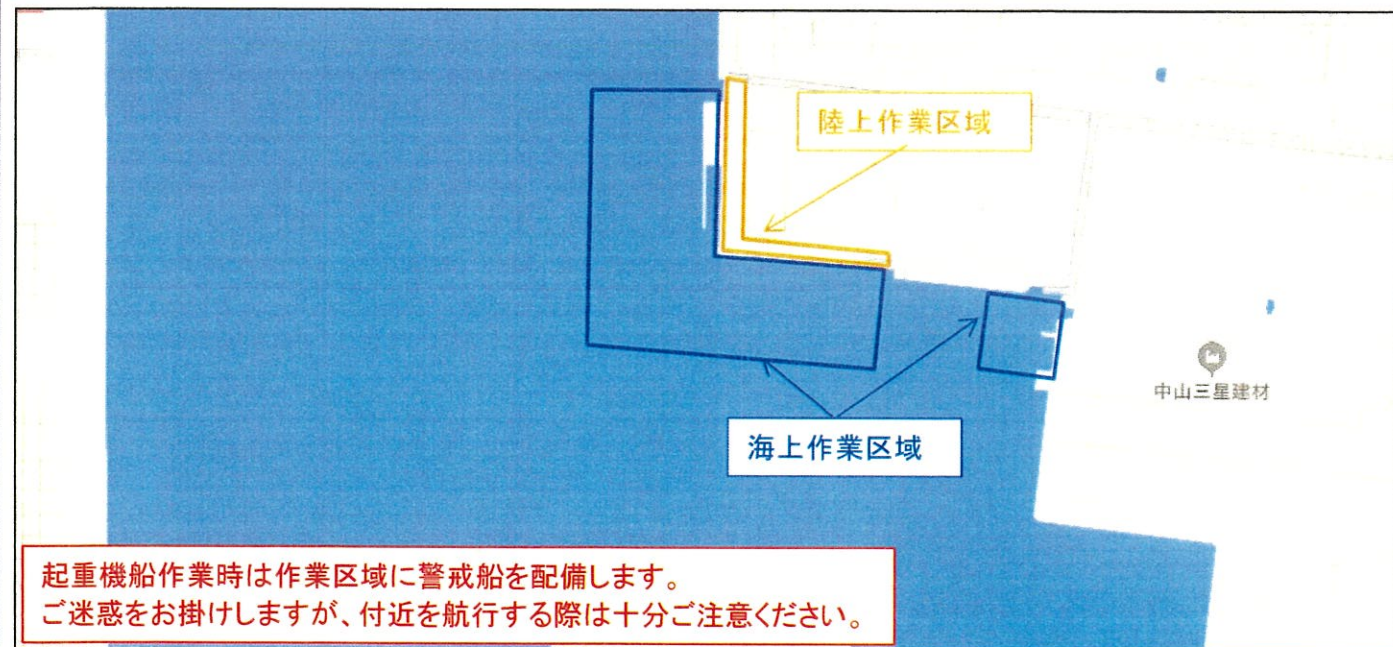 陸上作業区域
中山三星建材
海上作業区域
起重機船作業時は作業区域に警戒船を配備します。
ご迷惑をお掛けしますが、付近を航行する際は十分ご注意ください。